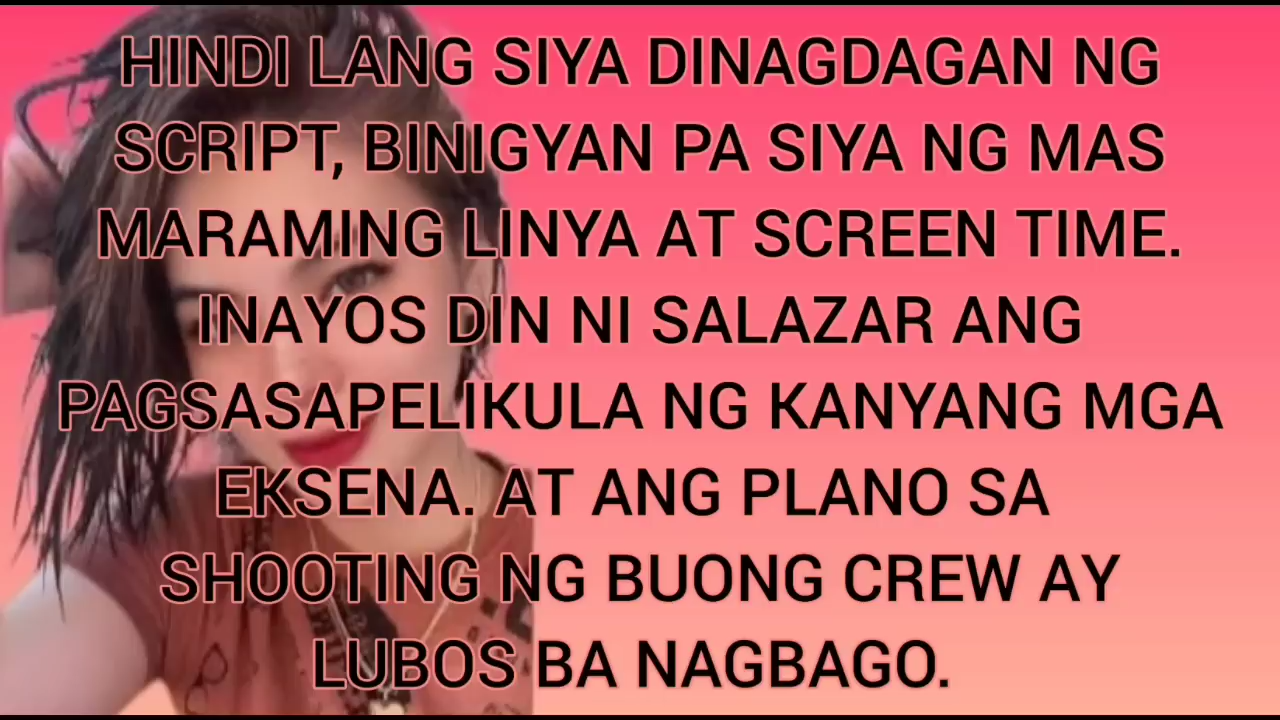 HINDI LANG SIYA DINAGDAGAN NG
SCRIPT, BINIGYAN PA SIYA NG MAS
MARAMING LINYA AT SCREEN TIME.
INAYOS DIN NI SALAZAR ANG
PAGSASAPELIKULA NG KANYANG MGA
EKSENA. AT ANG PLANO SA
SHOOTING NG BUONG CREW AY
LUBOS BA NAGBAGO.